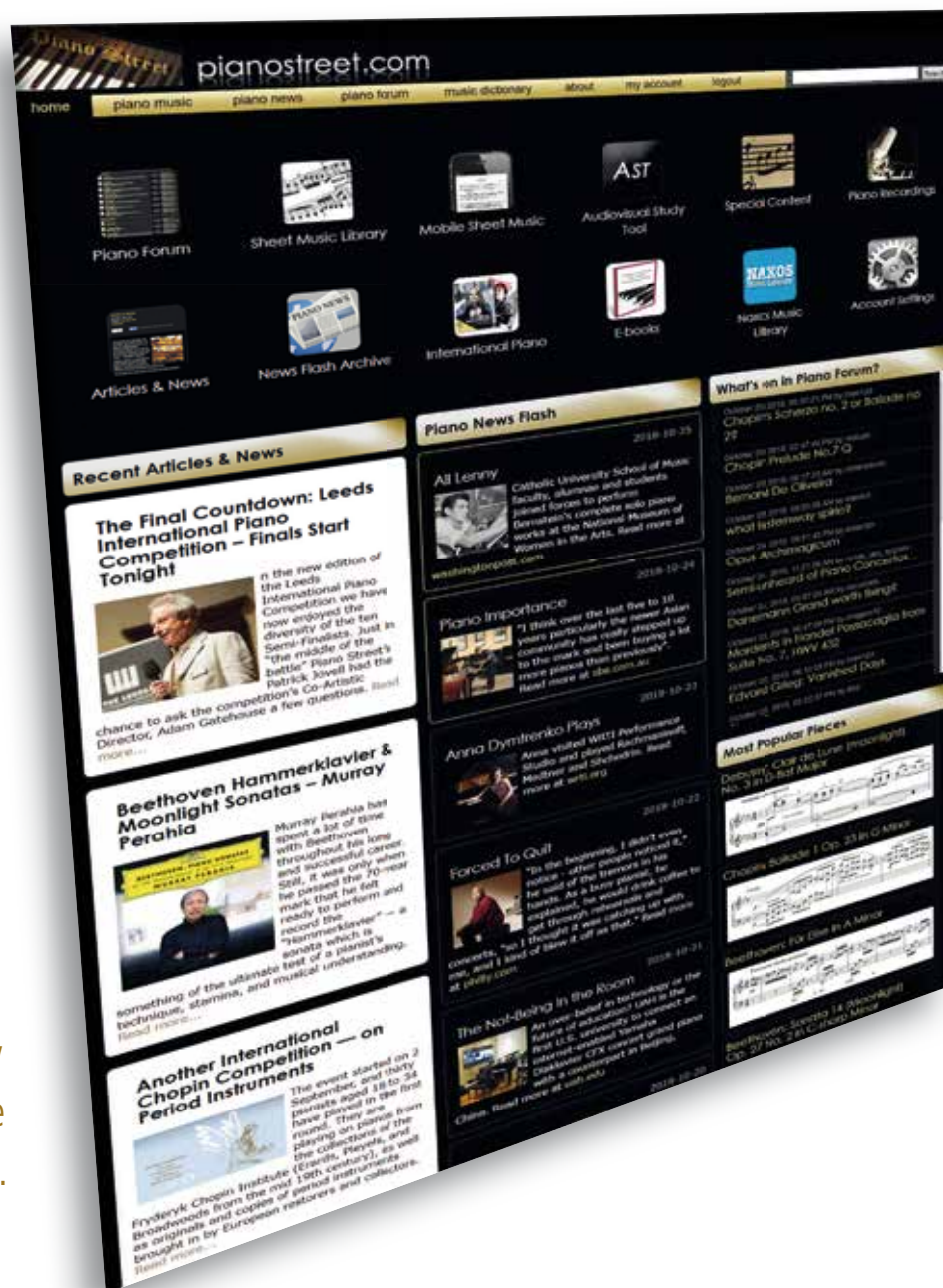 Piano Street
pianostreet.com
home
piano music
piano news
piano forum
music dictionary
about
my account
logout
Piano Forum
Sheet Music Library
Mobile Sheet Music
AST
Audiovisual Study
Tool
Special Content
Piano Recordings
Articles & News
PIANO NEWS
News Flash Archive
International Piano
E-books
NAXOS
Naxos Music
Library
Account Settings
Recent Articles & News
The Final Countdown: Leeds
International Piano
Competition – Finals Start
Tonight
n the new edition of
the Leeds
International Piano
Competition we have
now enjoyed the
diversity of the ten
Semi-Finalists. Just in
"the middle of the
battle" Piano Street's
Patrick Jovell had the
chance to ask the competition's Co-Artistic
Director, Adam Gatehouse a few questions. Read
more...
Beethoven Hammerklavier &
Moonlight Sonatas – Murray
Perahia
BEETHOVEN: PIANO SONATAS
MURRAY PERAHIA
Murray Perahia has
spent a lot of time
with Beethoven
throughout his long
and successful career.
Still, it was only when
he passed the 70-year
mark that he felt
ready to perform and
record the
"Hammerklavier" – a
sonata which is
something of the ultimate test of a pianist's
technique, stamina, and musical understanding.
Read more...
Another International
Chopin Competition — on
Period Instruments
The event started on 2
September, and thirty
pianists aged 18 to 34
have played in the first
round. They are
playing on pianos from
the collections of the
Fryderyk Chopin Institute (Erards, Pleyels, and
Broadwoods from the mid 19th century), as well
as originals and copies of period instruments
brought in by European restorers and collectors.
Read more...
Piano News Flash
2018-10-25
All Lenny
Catholic University School of Music
faculty, alumnae and students
joined forces to perform
Bernstein's complete solo piano
works at the National Museum of
Women in the Arts. Read more at
washingtonpost.com
2018-10-24
Piano Importance
"I think over the last five to 10
years particularly the newer Asian
community has really stepped up
to the mark and been buying a lot
more pianos than previously".
Read more at sbs.com.au
2018-10-23
Anna Dymtrenko Plays
Anna visited WITI Performance
Studio and played Rachmaninoff,
Medtner and Shchedrin. Read
more at
2018-10-22
Forced To Quit
"In the beginning, I didn't even
notice - other people noticed it,"
he said of the tremor in his
hands. As a busy pianist, he
explained, he would drink coffee to
get through rehearsals and
concerts, "so I thought it was catching up with
me, and I kind of blew it off as that." Read more
at philly.com
2018-10-21
The Not-Being in the Room
An over-belief in technology or the
future of education? UAH is the
first U.S. university to connect an
internet-enabled Yamaha
Disklavier CFX concert grand piano
with a counterpart in Beijing,
China. Read more at uah.edu
2018-10-20
What's on in Piano Forum?
Chopin's Scherzo no. 2 or Ballade no
2?
Chopin Prelude No.7 Q
Bernani De Oliveira
what listenway spike?
Opus Archimagicum
Semi-unheard of Piano Concertos...
Dahmann Grand worth fixing?
Mordents in Handel Passacaglia from
Suite No. 7, HWV 432
Edvard Grieg: Vanished Days
Most Popular Pieces
Debussy: Clair de Lune (moonlight)
No. 3 in D-flat Major
Chopin: Ballade 1 Op. 23 in G Minor
Beethoven: Für Elise in A Minor
Beethoven: Sonata 14 (Moonlight)
Op. 27 No. 2 in C-sharp Minor